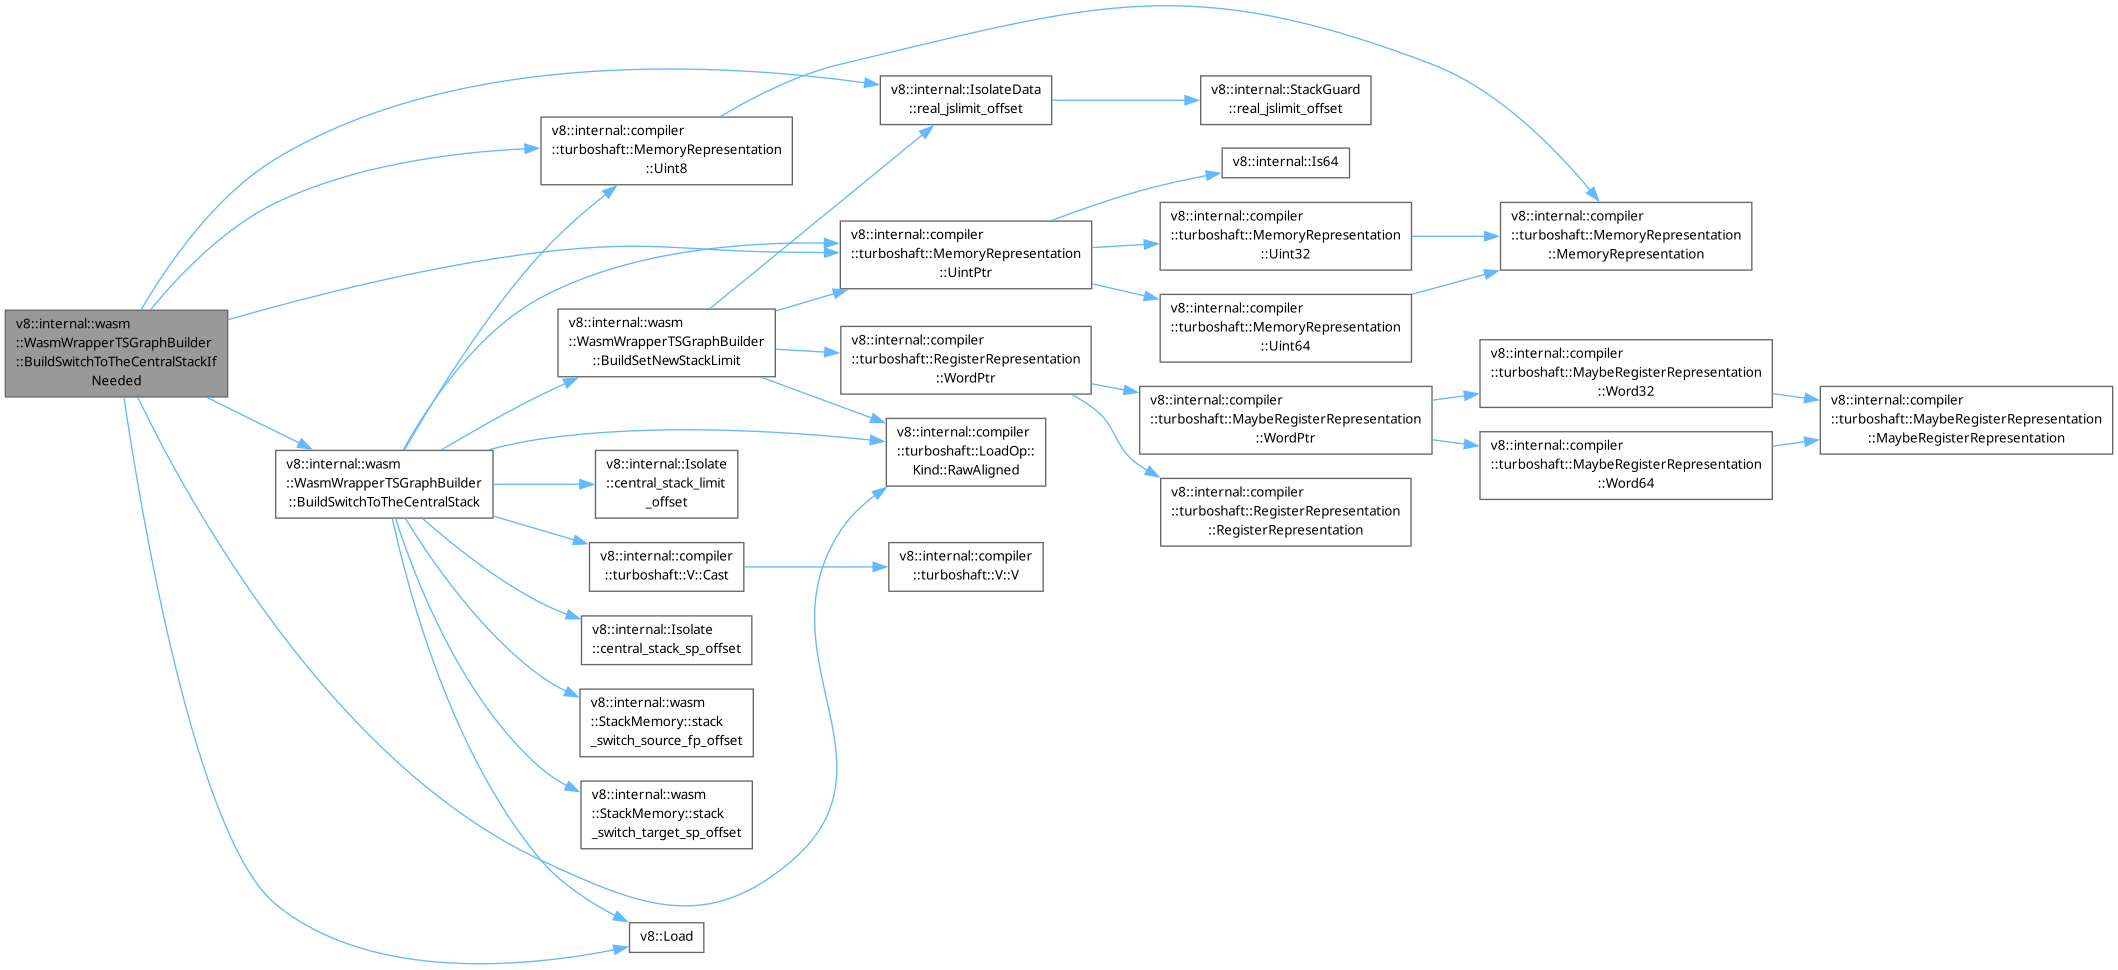 v8::internal::wasm
::WasmWrapperTSGraphBuilder
::BuildSwitchToTheCentralStackIf
Needed
v8::internal::wasm
::WasmWrapperTSGraphBuilder
::BuildSwitchToTheCentralStack
v8::internal::compiler
::turboshaft::MemoryRepresentation
::Uint8
v8::internal::wasm
::WasmWrapperTSGraphBuilder
::BuildSetNewStackLimit
v8::internal::Isolate
::central_stack_limit
_offset
v8::internal::compiler
::turboshaft::V::Cast
v8::internal::Isolate
::central_stack_sp_offset
v8::internal::wasm
::StackMemory::stack
_switch_source_fp_offset
v8::internal::wasm
::StackMemory::stack
_switch_target_sp_offset
v8::Load
v8::internal::IsolateData
::real_jslimit_offset
v8::internal::compiler
::turboshaft::MemoryRepresentation
::UintPtr
v8::internal::compiler
::turboshaft::RegisterRepresentation
::WordPtr
v8::internal::compiler
::turboshaft::LoadOp::
Kind::RawAligned
v8::internal::compiler
::turboshaft::V::V
v8::internal::StackGuard
::real_jslimit_offset
v8::internal::Is64
v8::internal::compiler
::turboshaft::MemoryRepresentation
::Uint32
v8::internal::compiler
::turboshaft::MemoryRepresentation
::Uint64
v8::internal::compiler
::turboshaft::MaybeRegisterRepresentation
::WordPtr
v8::internal::compiler
::turboshaft::RegisterRepresentation
::RegisterRepresentation
v8::internal::compiler
::turboshaft::MemoryRepresentation
::MemoryRepresentation
v8::internal::compiler
::turboshaft::MaybeRegisterRepresentation
::Word32
v8::internal::compiler
::turboshaft::MaybeRegisterRepresentation
::Word64
v8::internal::compiler
::turboshaft::MaybeRegisterRepresentation
::MaybeRegisterRepresentation